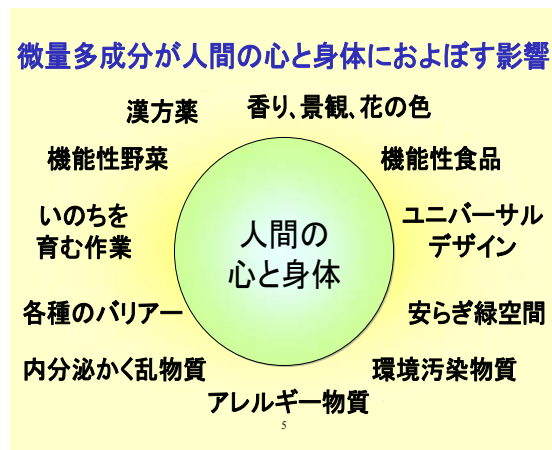 微量多成分が人間の心と身体におよぼす影響
漢方薬
香り、景観、花の色
機能性野菜
機能性食品
いのちを
育む作業
ユニバーサル
デザイン
人間の
心と身体
各種のバリアー
安らぎ緑空間
内分泌かく乱物質
環境汚染物質
アレルギー物質
5